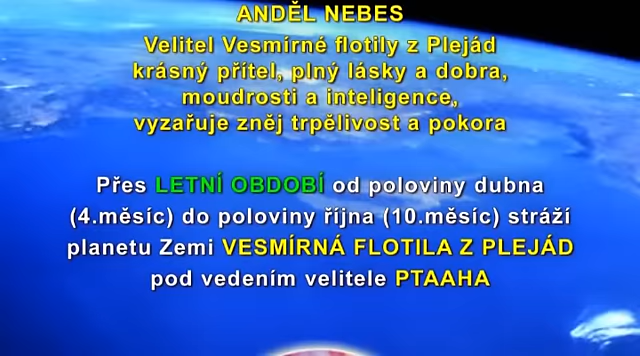 ANDĚL NEBES
Velitel Vesmírné flotily z Plejád
krásný přítel, plný lásky a dobra,
moudrosti a inteligence,
vyzařuje zněj trpělivost a pokora
Přes LETNÍ OBDOBÍ od poloviny dubna
(4.měsíc) do poloviny října (10.měsíc) stráží
planetu Zemi VESMÍRNÁ FLOTILA Z PLEJÁD
pod vedením velitele PTAAHA